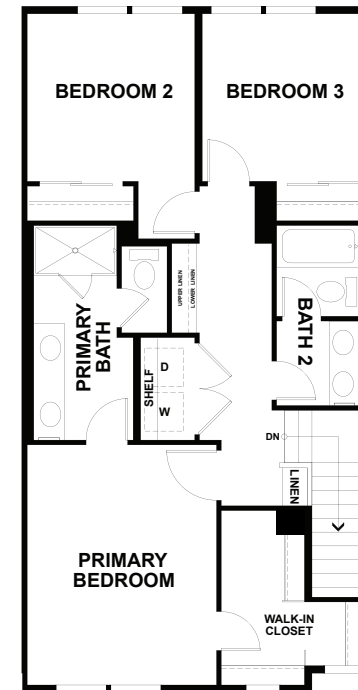 BEDROOM 2
BEDROOM 3
UPPER LINEN
LOWER LINEN
PRIMARY
BATH
BATH 2
SHELF
D
W
DN
LINEN
PRIMARY
BEDROOM
WALK-IN
CLOSET